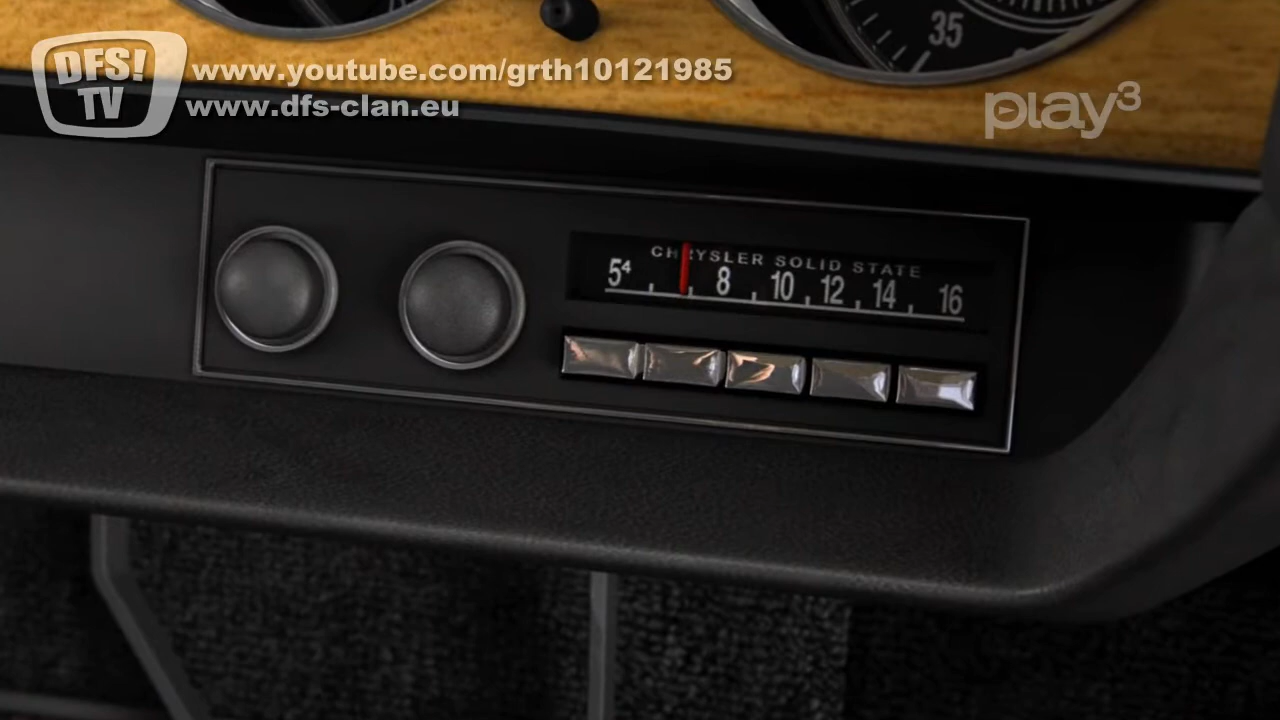 35
DFS!
TV
www.youtube.com/grth10121985
www.dfs-clan.eu
play3
CHRYSLER SOLID STATE
54 8 10 12 14 16